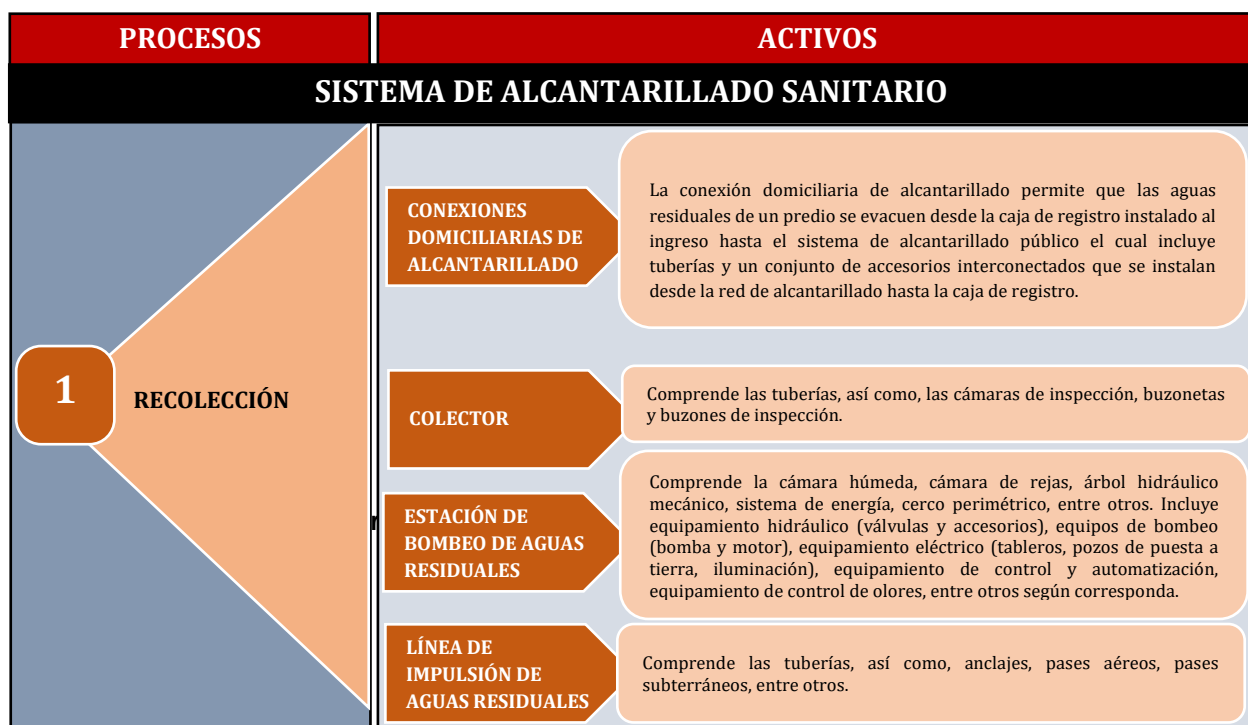 PROCESOS
ACTIVOS
SISTEMA DE ALCANTARILLADO SANITARIO
1
RECOLECCIÓN
CONEXIONES
DOMICILIARIAS DE
ALCANTARILLADO
La conexión domiciliaria de alcantarillado permite que las aguas
residuales de un predio se evacuen desde la caja de registro instalado al
ingreso hasta el sistema de alcantarillado público el cual incluye
tuberías y un conjunto de accesorios interconectados que se instalan
desde la red de alcantarillado hasta la caja de registro.
COLECTOR
Comprende las tuberías, así como, las cámaras de inspección, buzonetas
y buzones de inspección.
ESTACIÓN DE
BOMBEO DE AGUAS
RESIDUALES
Comprende la cámara húmeda, cámara de rejas, árbol hidráulico
mecánico, sistema de energía, cerco perimétrico, entre otros. Incluye
equipamiento hidráulico (válvulas y accesorios), equipos de bombeo
(bomba y motor), equipamiento eléctrico (tableros, pozos de puesta a
tierra, iluminación), equipamiento de control y automatización,
equipamiento de control de olores, entre otros según corresponda.
LÍNEA DE
IMPULSIÓN DE
AGUAS RESIDUALES
Comprende las tuberías, así como, anclajes, pases aéreos, pases
subterráneos, entre otros.